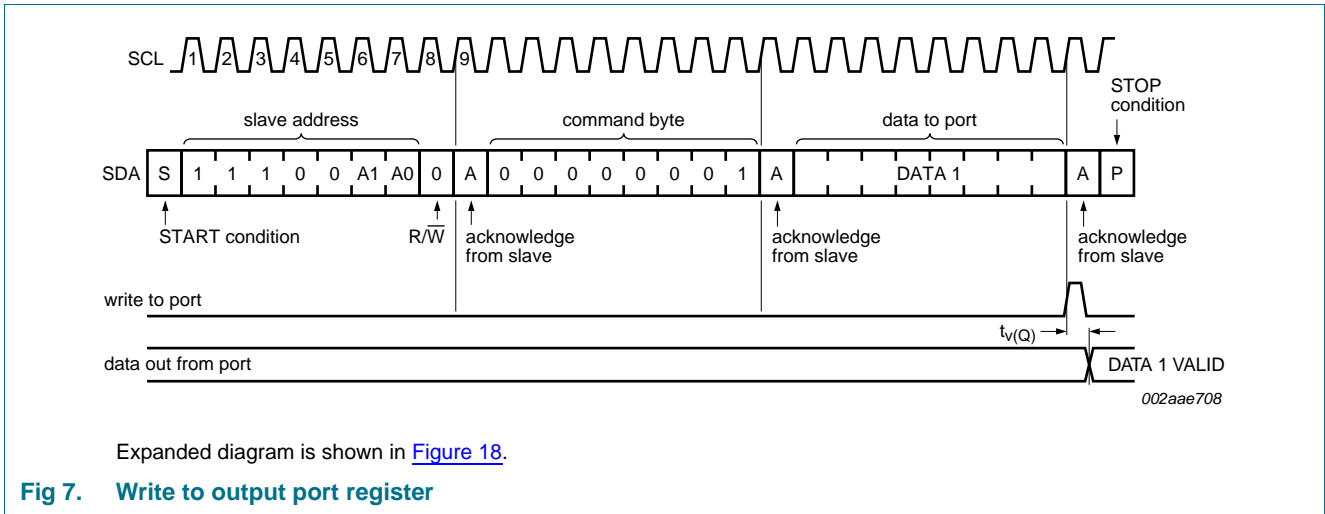 SCL 1 2 3 4 5 6 7 8 9
STOP
condition
slave address command byte data to port
SDA S 1 1 1 0 0 A1 A0 0 A 0 0 0 0 0 0 0 1 A DATA 1 A P
START condition R/W̅ acknowledge
from slave
acknowledge
from slave
acknowledge
from slave
write to port
tv(Q)
data out from port DATA 1 VALID
002aae708
Expanded diagram is shown in Figure 18.
Fig 7. Write to output port register